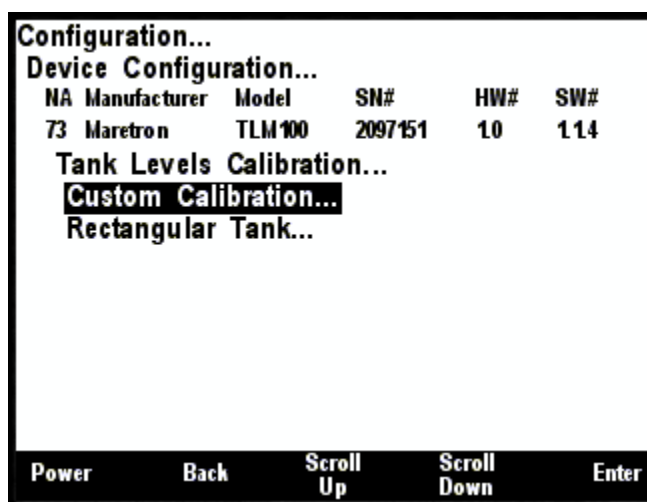 Configuration...
Device Configuration...
NA Manufacturer Model SN# HW# SW#
73 Maretron TLM100 2097151 1.0 1.1.4
Tank Levels Calibration...
Custom Calibration...
Rectangular Tank...
Power Back Scroll Up Scroll Down Enter